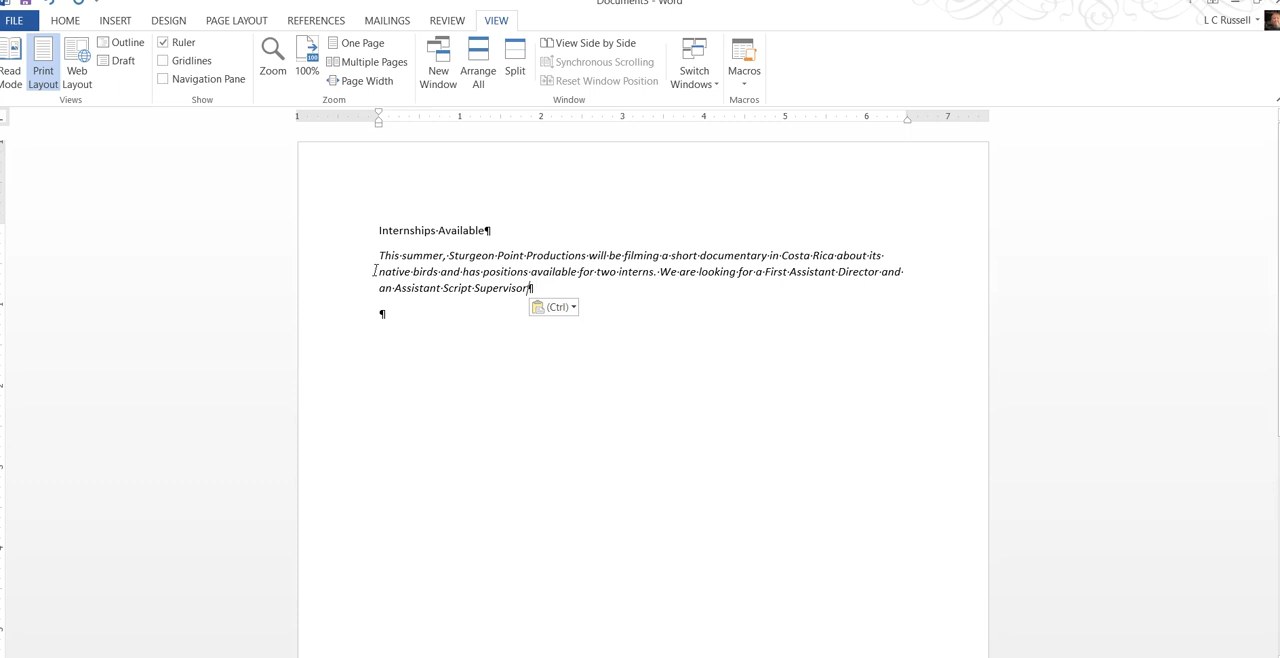 FILE HOME INSERT DESIGN PAGE LAYOUT REFERENCES MAILINGS REVIEW VIEW L C Russell
Read Mode
Print Layout
Web Layout
Outline
Draft
Views
Ruler
Gridlines
Navigation Pane
Show
Zoom
100%
One Page
Multiple Pages
Page Width
Zoom
New Window
Arrange All
Split
View Side by Side
Synchronous Scrolling
Reset Window Position
Window
Switch Windows
Macros
Macros
1 1 2 3 4 5 6 7
Internships·Available¶
This·summer,·Sturgeon·Point·Productions·will·be·filming·a·short·documentary·in·Costa·Rica·about·its·
native·birds·and·has·positions·available·for·two·interns.·We·are·looking·for·a·First·Assistant·Director·and·
an·Assistant·Script·Supervisor¶
(Ctrl)
¶